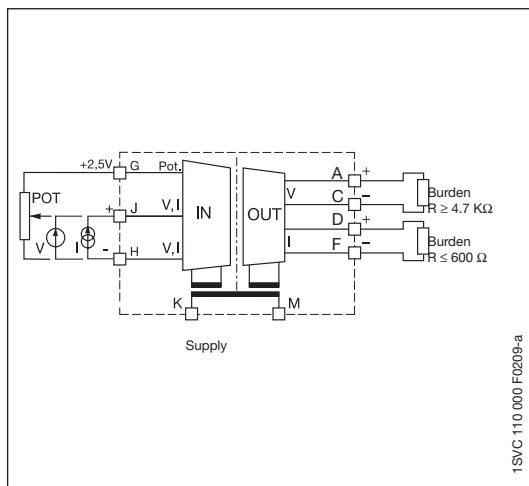 +2,5V G Pot. A +
POT + J V, I IN OUT V C − Burden
R ≥ 4.7 KΩ
V I - H V, I I D +
F − Burden
R ≤ 600 Ω
K M
Supply
1SVC 110 000 F0209-a